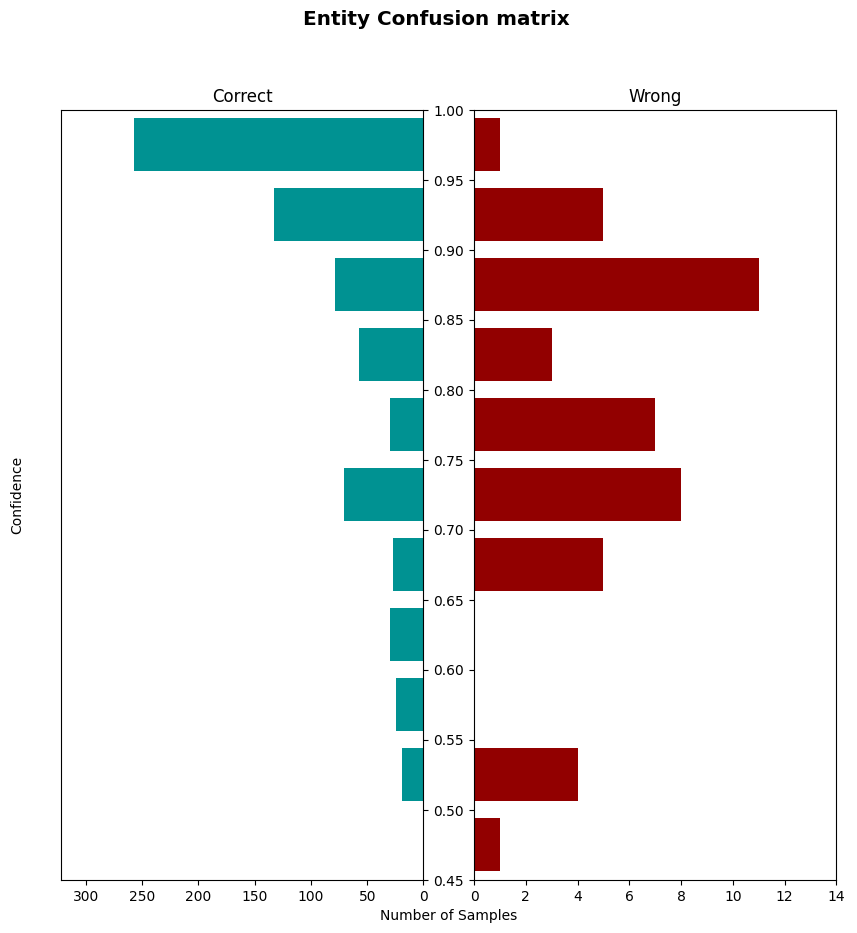 Entity Confusion matrix
Correct
Wrong
1.00
0.95
0.90
0.85
0.80
0.75
0.70
0.65
0.60
0.55
0.50
0.45
Confidence
300 250 200 150 100 50 0
0 2 4 6 8 10 12 14
Number of Samples